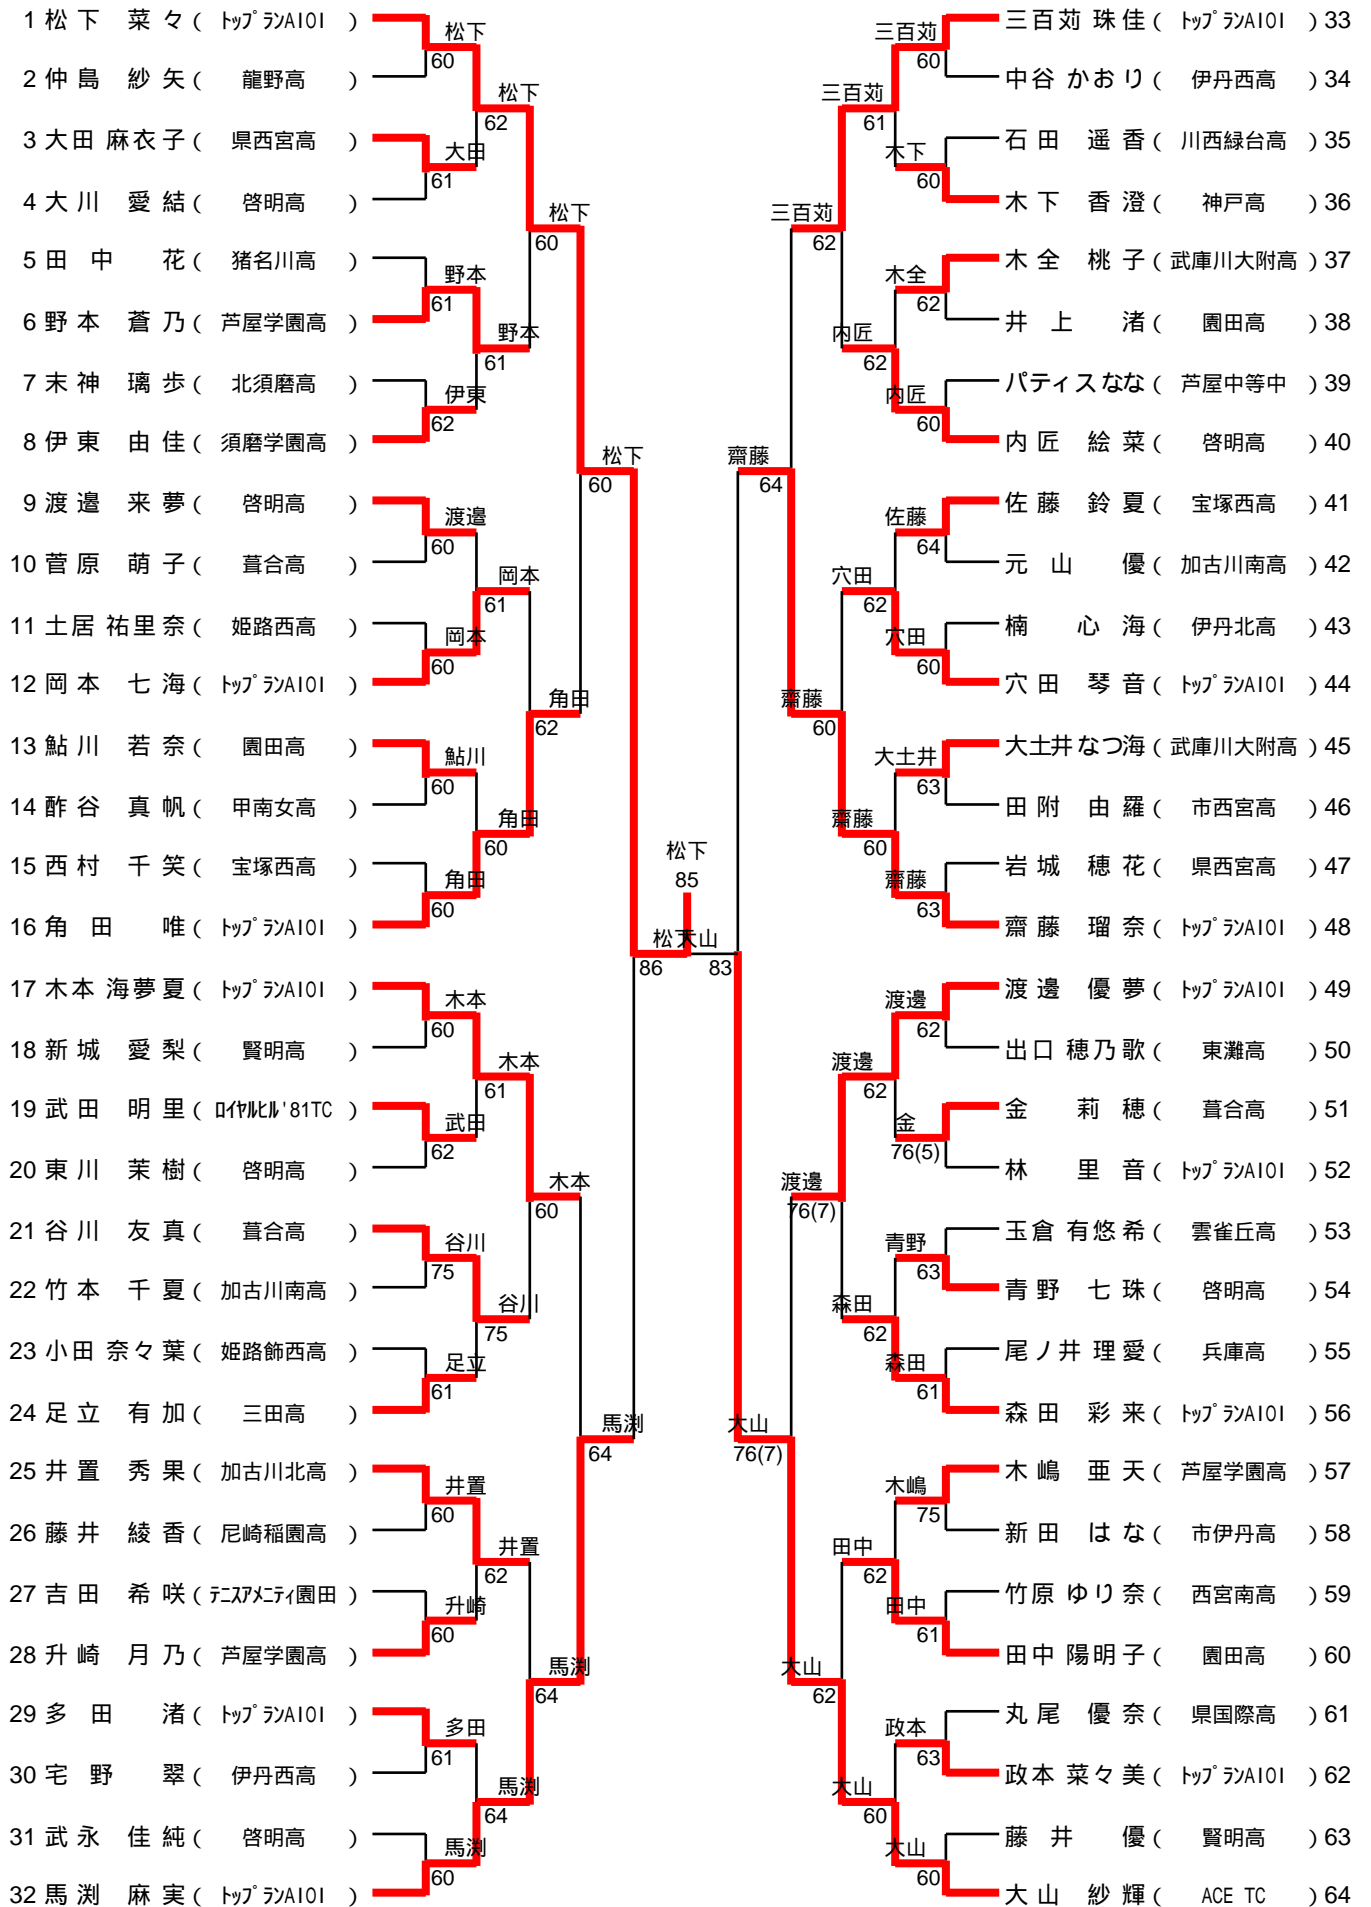 1 松下 菜々 ( トップランAIOI )
松下
60
2 仲島 紗矢 ( 龍野高 )
松下
62
3 大田 麻衣子 ( 県西宮高 )
大田
61
4 大川 愛結 ( 啓明高 )
松下
60
5 田中 花 ( 猪名川高 )
野本
61
6 野本 蒼乃 ( 芦屋学園高 )
野本
61
7 末神 璃歩 ( 北須磨高 )
伊東
62
8 伊東 由佳 ( 須磨学園高 )
松下
60
9 渡邉 来夢 ( 啓明高 )
渡邉
60
10 菅原 萌子 ( 葺合高 )
岡本
61
11 土居 祐里奈 ( 姫路西高 )
岡本
60
12 岡本 七海 ( トップランAIOI )
角田
62
13 鮎川 若奈 ( 園田高 )
鮎川
60
14 酢谷 真帆 ( 甲南女高 )
角田
60
15 西村 千笑 ( 宝塚西高 )
角田
60
16 角田 唯 ( トップランAIOI )
松下
86
17 木本 海夢夏 ( トップランAIOI )
木本
60
18 新城 愛梨 ( 賢明高 )
木本
61
19 武田 明里 ( ロイヤルヒル'81TC )
武田
62
20 東川 茉樹 ( 啓明高 )
木本
60
21 谷川 友真 ( 葺合高 )
谷川
75
22 竹本 千夏 ( 加古川南高 )
谷川
75
23 小田 奈々葉 ( 姫路飾西高 )
足立
61
24 足立 有加 ( 三田高 )
馬渕
64
25 井置 秀果 ( 加古川北高 )
井置
60
26 藤井 綾香 ( 尼崎稲園高 )
井置
62
27 吉田 希咲 ( テニスアメニティ園田 )
升崎
60
28 升崎 月乃 ( 芦屋学園高 )
馬渕
64
29 多田 渚 ( トップランAIOI )
多田
61
30 宅野 翠 ( 伊丹西高 )
馬渕
64
31 武永 佳純 ( 啓明高 )
馬渕
60
32 馬渕 麻実 ( トップランAIOI )
松下
85
三百苅 珠佳 ( トップランAIOI ) 33
三百苅
60
中谷 かおり ( 伊丹西高 ) 34
三百苅
61
石田 遥香 ( 川西緑台高 ) 35
木下
60
木下 香澄 ( 神戸高 ) 36
三百苅
62
木全 桃子 ( 武庫川大附高 ) 37
木全
62
井上 渚 ( 園田高 ) 38
内匠
62
パティス なな ( 芦屋中等中 ) 39
内匠
60
内匠 絵菜 ( 啓明高 ) 40
齋藤
64
佐藤 鈴夏 ( 宝塚西高 ) 41
佐藤
64
元山 優 ( 加古川南高 ) 42
穴田
62
楠 心海 ( 伊丹北高 ) 43
穴田
60
穴田 琴音 ( トップランAIOI ) 44
齋藤
60
大土井 なつ海 ( 武庫川大附高 ) 45
大土井
63
田附 由羅 ( 市西宮高 ) 46
齋藤
60
岩城 穂花 ( 県西宮高 ) 47
齋藤
63
齋藤 瑠奈 ( トップランAIOI ) 48
大山
83
渡邊 優夢 ( トップランAIOI ) 49
渡邊
62
出口 穂乃歌 ( 東灘高 ) 50
渡邊
62
金 莉穂 ( 葺合高 ) 51
金
76(5)
林 里音 ( トップランAIOI ) 52
渡邊
76(7)
玉倉 有悠希 ( 雲雀丘高 ) 53
青野
63
青野 七珠 ( 啓明高 ) 54
森田
62
尾ノ井 理愛 ( 兵庫高 ) 55
森田
61
森田 彩来 ( トップランAIOI ) 56
大山
76(7)
木嶋 亜天 ( 芦屋学園高 ) 57
木嶋
75
新田 はな ( 市伊丹高 ) 58
田中
62
竹原 ゆり奈 ( 西宮南高 ) 59
田中
61
田中 陽明子 ( 園田高 ) 60
大山
62
丸尾 優奈 ( 県国際高 ) 61
政本
63
政本 菜々美 ( トップランAIOI ) 62
大山
60
藤井 優 ( 賢明高 ) 63
大山
60
大山 紗輝 ( ACE TC ) 64